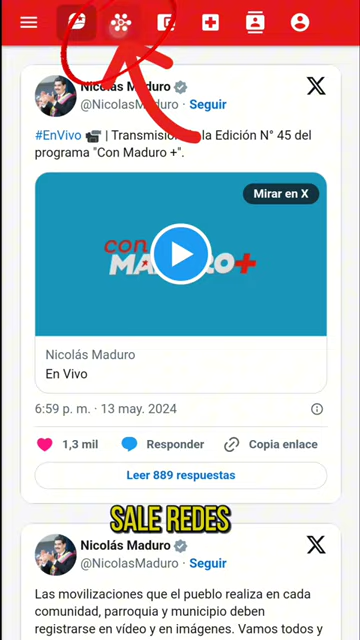 Nicolás Maduro
@NicolasMaduro · Seguir
#EnVivo 📹 | Transmisión de la Edición N° 45 del
programa "Con Maduro +".
Mirar en X
con
MADURO+
Nicolás Maduro
En Vivo
6:59 p. m. · 13 may. 2024
1,3 mil
Responder
Copia enlace
Leer 889 respuestas
SALE REDES
Nicolás Maduro
@NicolasMaduro · Seguir
Las movilizaciones que el pueblo realiza en cada
comunidad, parroquia y municipio deben
registrarse en vídeo y en imágenes. Vamos todos y